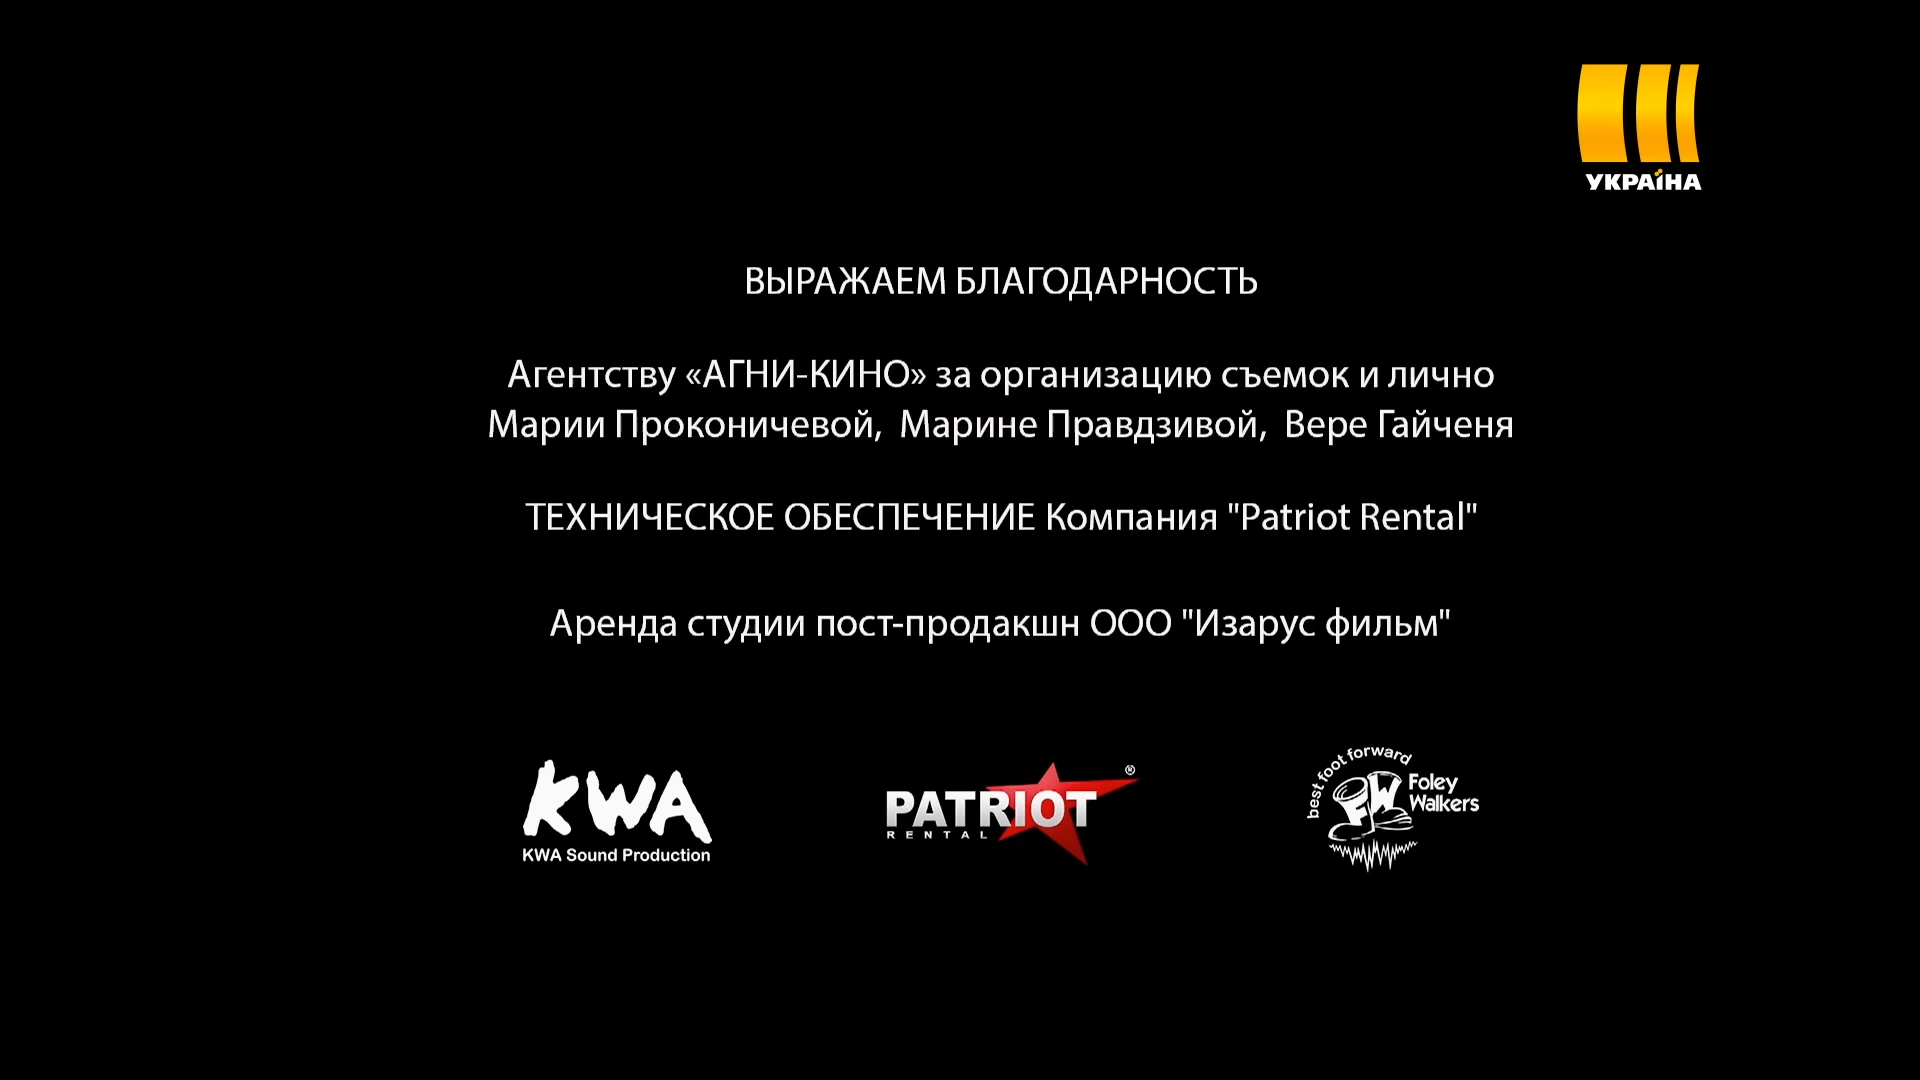 УКРАЇНА
ВЫРАЖАЕМ БЛАГОДАРНОСТЬ
Агентству «АГНИ-КИНО» за организацию съемок и лично
Марии Проконичевой, Марине Правдзивой, Вере Гайченя
ТЕХНИЧЕСКОЕ ОБЕСПЕЧЕНИЕ Компания "Patriot Rental"
Аренда студии пост-продакшн ООО "Изарус фильм"
KWA
KWA Sound Production
PATRIOT ®
RENTAL
best foot forward
FW
Foley
Walkers